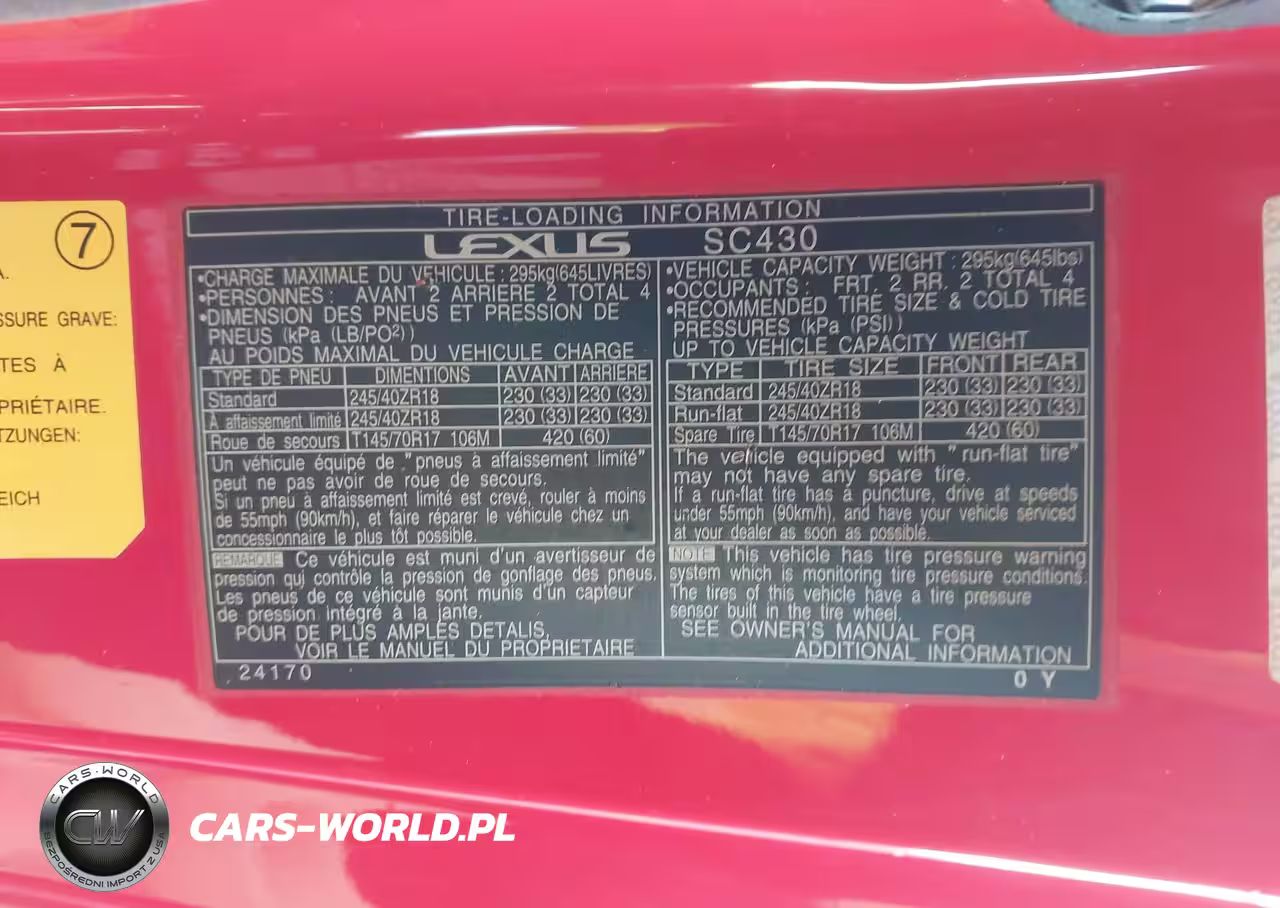 7
A.
SSURE GRAVE:
TES À
PRIÉTAIRE.
TZUNGEN:
EICH
TIRE-LOADING INFORMATION
LEXUS SC430
•CHARGE MAXIMALE DU VEHICULE : 295kg(645LIVRES)
•PERSONNES : AVANT 2 ARRIERE 2 TOTAL 4
•DIMENSION DES PNEUS ET PRESSION DE
PNEUS (kPa (LB/PO²))
AU POIDS MAXIMAL DU VEHICULE CHARGE
TYPE DE PNEU DIMENTIONS AVANT ARRIERE
Standard 245/40ZR18 230 (33) 230 (33)
À affaissement limité 245/40ZR18 230 (33) 230 (33)
Roue de secours T145/70R17 106M 420 (60)
Un véhicule équipé de "pneus à affaissement limité"
peut ne pas avoir de roue de secours.
Si un pneu à affaissement limité est crevé, rouler à moins
de 55mph (90km/h), et faire réparer le véhicule chez un
concessionnaire le plus tôt possible.
REMARQUE Ce véhicule est muni d'un avertisseur de
pression qui contrôle la pression de gonflage des pneus.
Les pneus de ce véhicule sont munis d'un capteur
de pression intégré à la jante.
POUR DE PLUS AMPLES DETALIS,
VOIR LE MANUEL DU PROPRIETAIRE
•VEHICLE CAPACITY WEIGHT : 295kg(645lbs)
•OCCUPANTS : FRT. 2 RR. 2 TOTAL 4
•RECOMMENDED TIRE SIZE & COLD TIRE
PRESSURES (kPa (PSI))
UP TO VEHICLE CAPACITY WEIGHT
TYPE TIRE SIZE FRONT REAR
Standard 245/40ZR18 230 (33) 230 (33)
Run-flat 245/40ZR18 230 (33) 230 (33)
Spare Tire T145/70R17 106M 420 (60)
The vehicle equipped with "run-flat tire"
may not have any spare tire.
If a run-flat tire has a puncture, drive at speeds
under 55mph (90km/h), and have your vehicle serviced
at your dealer as soon as possible.
NOTE This vehicle has tire pressure warning
system which is monitoring tire pressure conditions.
The tires of this vehicle have a tire pressure
sensor built in the tire wheel.
SEE OWNER'S MANUAL FOR
ADDITIONAL INFORMATION
24170 0 Y
CARS-WORLD
CW
BEZPOŚREDNI IMPORT Z USA
CARS-WORLD.PL